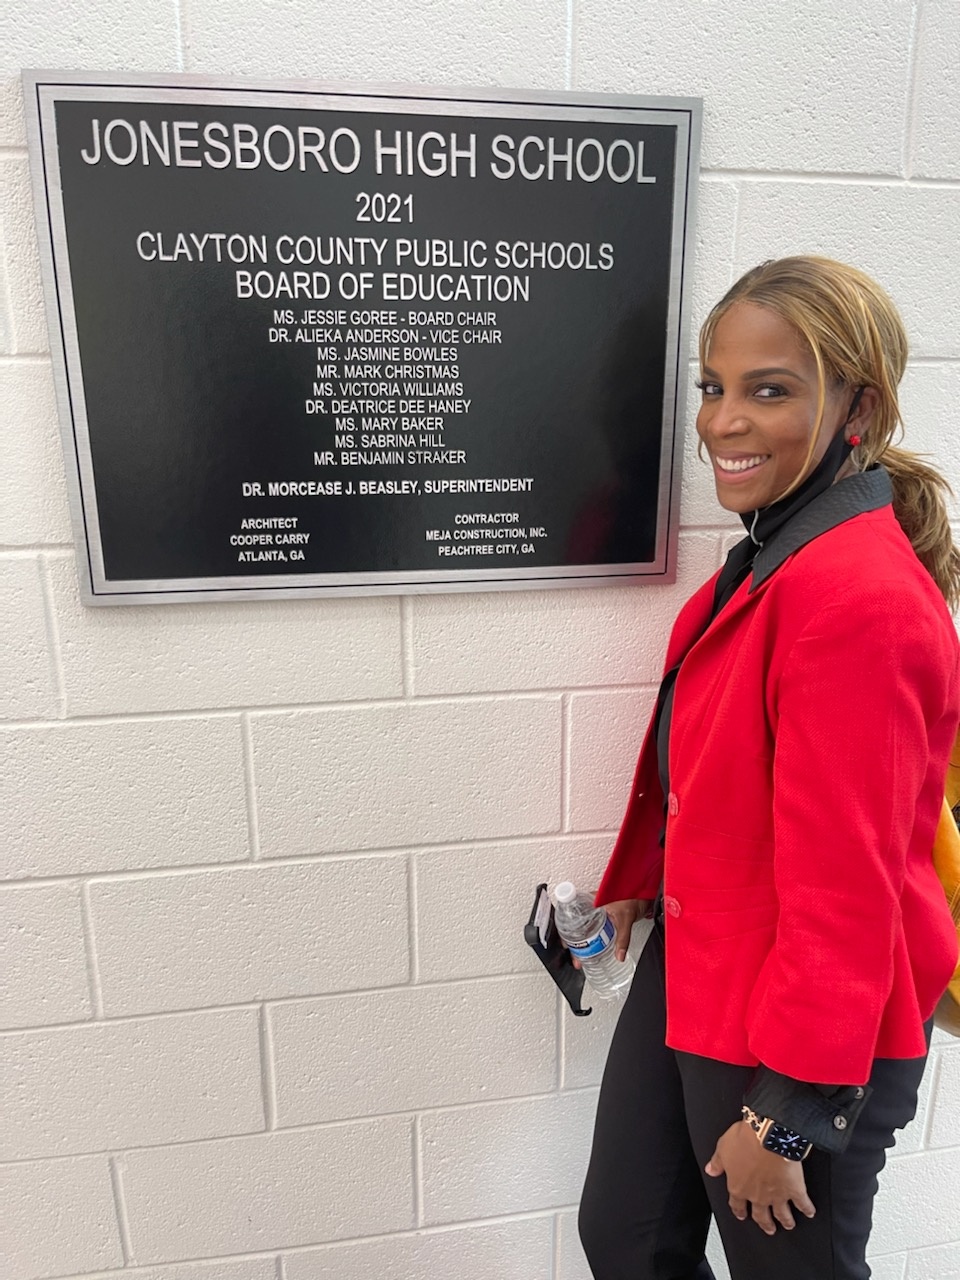 JONESBORO HIGH SCHOOL
2021
CLAYTON COUNTY PUBLIC SCHOOLS
BOARD OF EDUCATION
MS. JESSIE GOREE - BOARD CHAIR
DR. ALIEKA ANDERSON - VICE CHAIR
MS. JASMINE BOWLES
MR. MARK CHRISTMAS
MS. VICTORIA WILLIAMS
DR. DEATRICE DEE HANEY
MS. MARY BAKER
MS. SABRINA HILL
MR. BENJAMIN STRAKER
DR. MORCEASE J. BEASLEY, SUPERINTENDENT
ARCHITECT
COOPER CARRY
ATLANTA, GA
CONTRACTOR
MEJA CONSTRUCTION, INC.
PEACHTREE CITY, GA